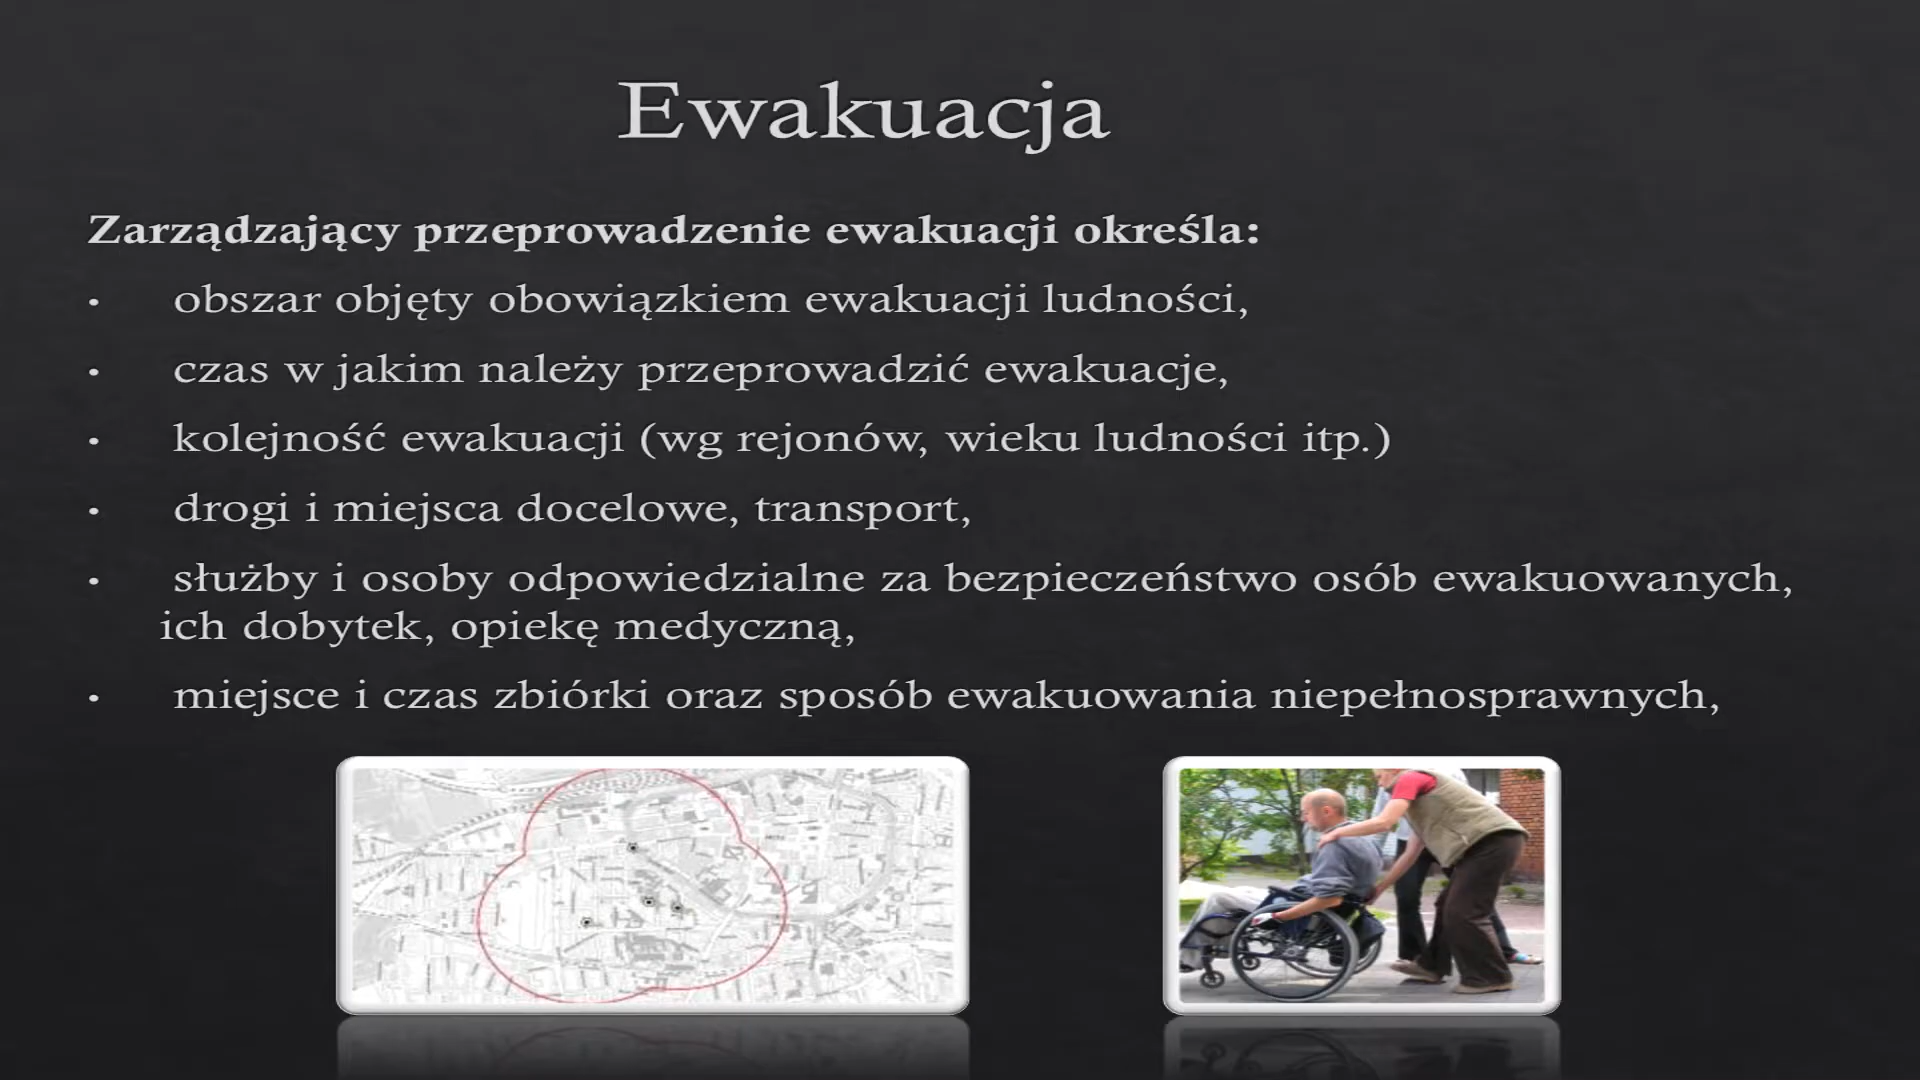 Ewakuacja
Zarządzający przeprowadzenie ewakuacji określa:
• obszar objęty obowiązkiem ewakuacji ludności,
• czas w jakim należy przeprowadzić ewakuacje,
• kolejność ewakuacji (wg rejonów, wieku ludności itp.)
• drogi i miejsca docelowe, transport,
• służby i osoby odpowiedzialne za bezpieczeństwo osób ewakuowanych,
ich dobytek, opiekę medyczną,
• miejsce i czas zbiórki oraz sposób ewakuowania niepełnosprawnych,